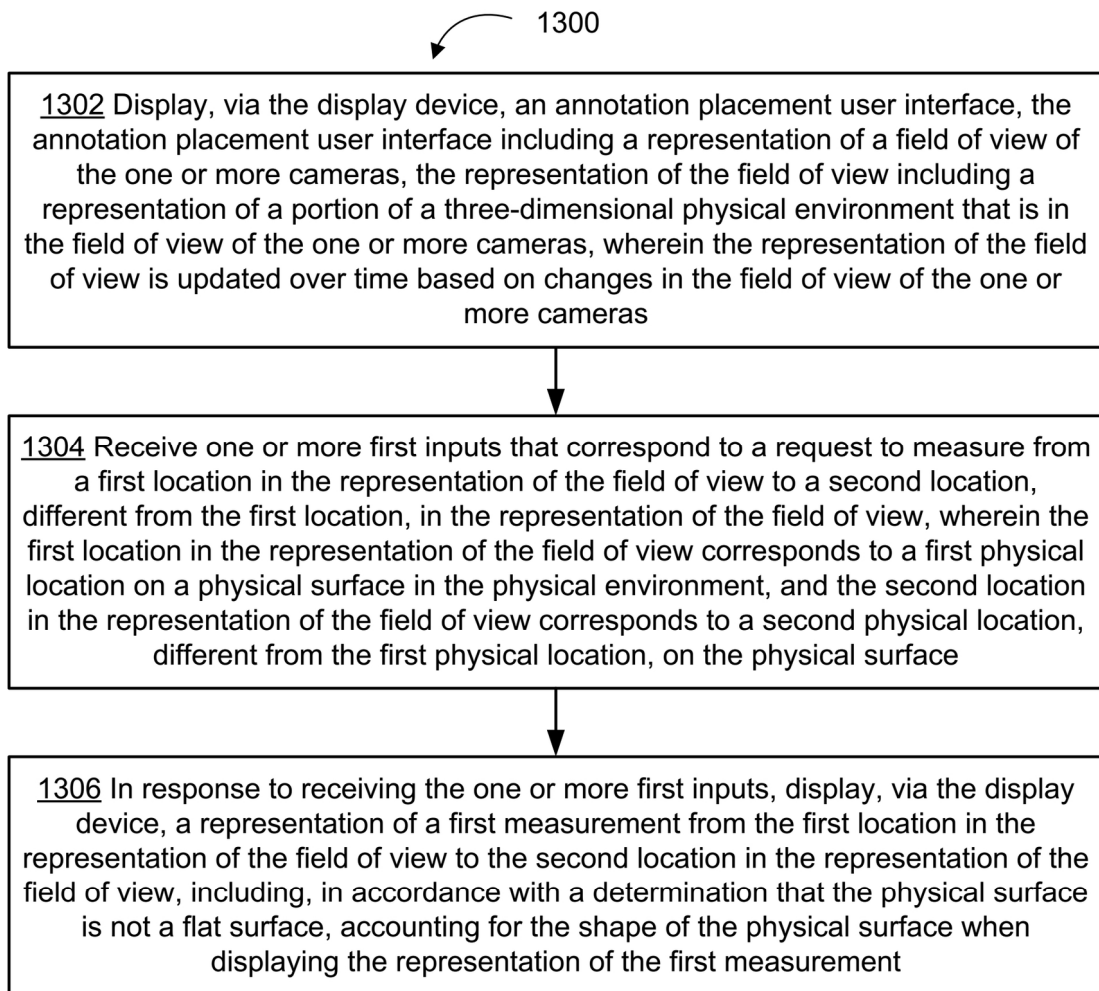 1300
1302 Display, via the display device, an annotation placement user interface, the
annotation placement user interface including a representation of a field of view of
the one or more cameras, the representation of the field of view including a
representation of a portion of a three-dimensional physical environment that is in
the field of view of the one or more cameras, wherein the representation of the field
of view is updated over time based on changes in the field of view of the one or
more cameras
1304 Receive one or more first inputs that correspond to a request to measure from
a first location in the representation of the field of view to a second location,
different from the first location, in the representation of the field of view, wherein the
first location in the representation of the field of view corresponds to a first physical
location on a physical surface in the physical environment, and the second location
in the representation of the field of view corresponds to a second physical location,
different from the first physical location, on the physical surface
1306 In response to receiving the one or more first inputs, display, via the display
device, a representation of a first measurement from the first location in the
representation of the field of view to the second location in the representation of the
field of view, including, in accordance with a determination that the physical surface
is not a flat surface, accounting for the shape of the physical surface when
displaying the representation of the first measurement